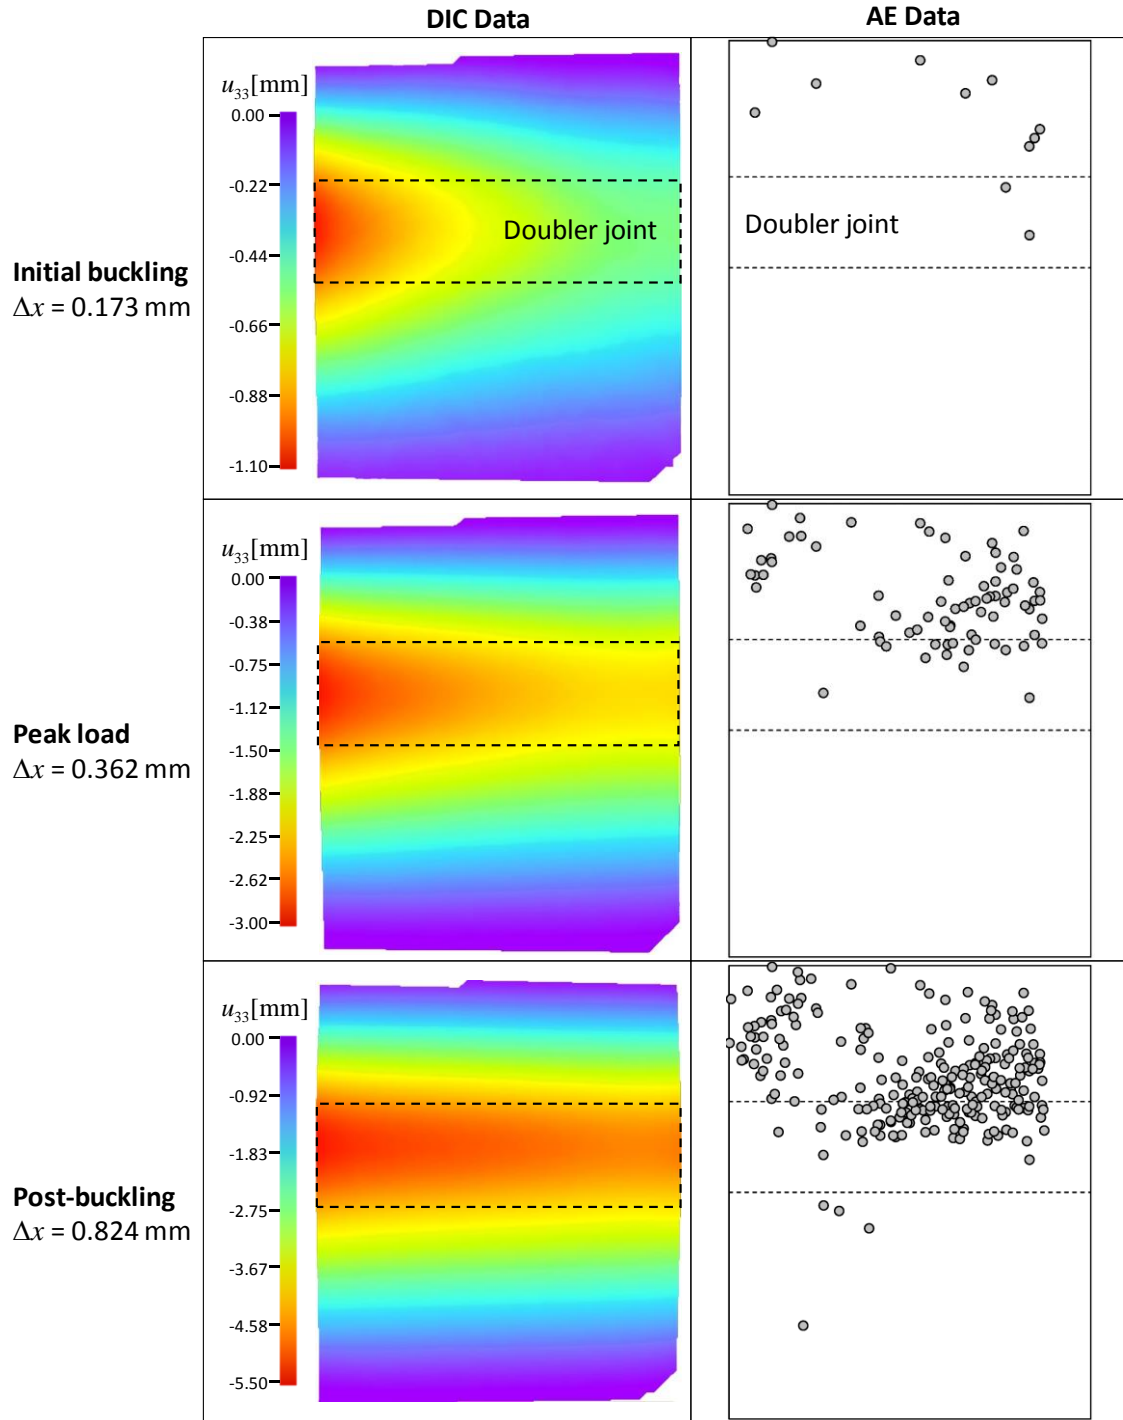 DIC Data
AE Data
Initial buckling
Δx = 0.173 mm
u33[mm]
0.00
-0.22
-0.44
-0.66
-0.88
-1.10
Doubler joint
Doubler joint
Peak load
Δx = 0.362 mm
u33[mm]
0.00
-0.38
-0.75
-1.12
-1.50
-1.88
-2.25
-2.62
-3.00
Post-buckling
Δx = 0.824 mm
u33[mm]
0.00
-0.92
-1.83
-2.75
-3.67
-4.58
-5.50